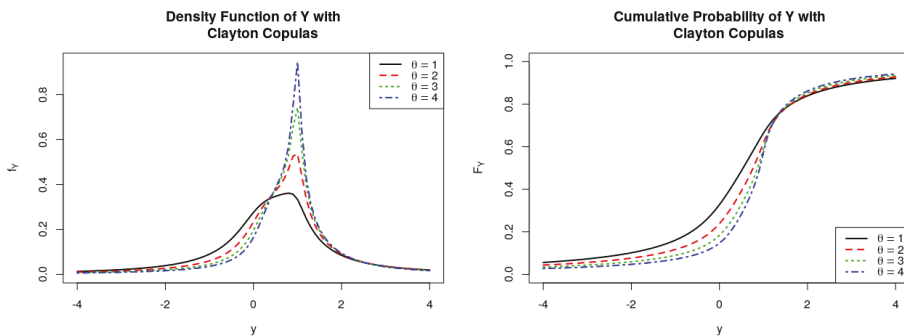 Density Function of Y with
Clayton Copulas
θ = 1
θ = 2
θ = 3
θ = 4
0.8
0.6
0.4
0.2
0.0
fY
-4
-2
0
2
4
y
Cumulative Probability of Y with
Clayton Copulas
1.0
0.8
0.6
0.4
0.2
0.0
FY
θ = 1
θ = 2
θ = 3
θ = 4
-4
-2
0
2
4
y